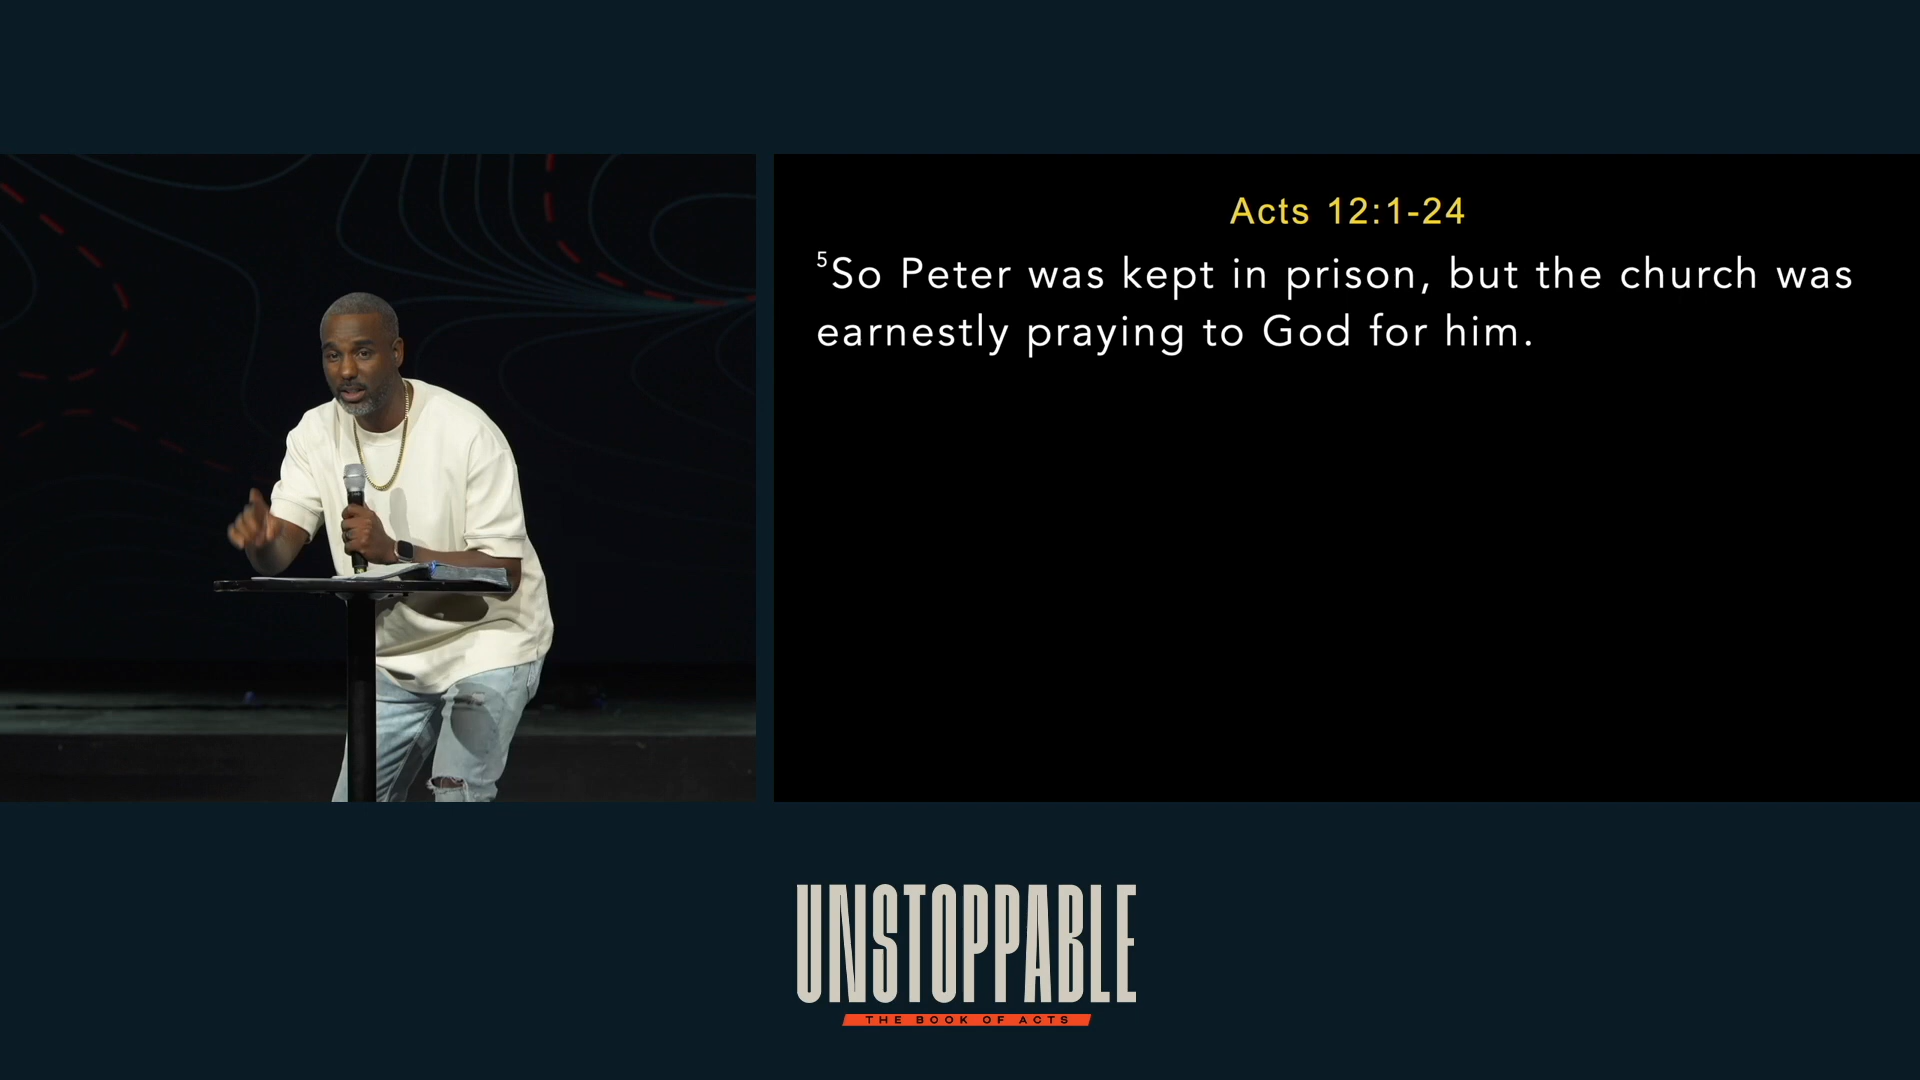 Acts 12:1-24
⁵So Peter was kept in prison, but the church was
earnestly praying to God for him.
UNSTOPPABLE
THE BOOK OF ACTS